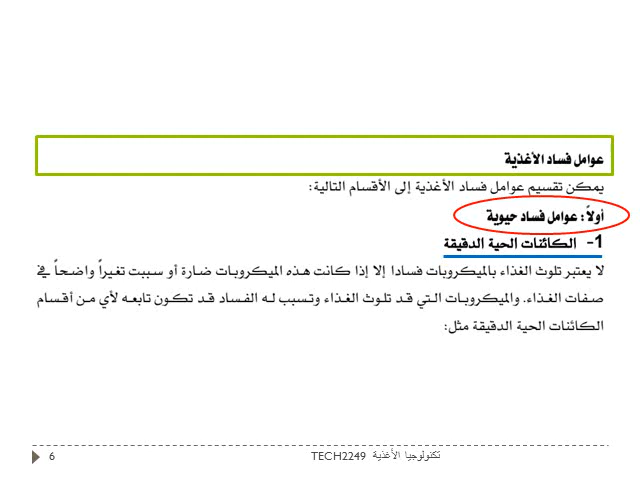 عوامل فساد الأغذية
يمكن تقسيم عوامل فساد الأغذية إلى الأقسام التالية:
أولاً: عوامل فساد حيوية
1- الكائنات الحية الدقيقة
لا يعتبر تلوث الغذاء بالميكروبات فسادا إلا إذا كانت هذه الميكروبات ضارة أو سببت تغيراً واضحاً في
صفات الغذاء. والميكروبات التي قد تلوث الغذاء وتسبب له الفساد قد تكون تابعه لأي من أقسام
الكائنات الحية الدقيقة مثل:
تكنولوجيا الأغذية TECH2249
6